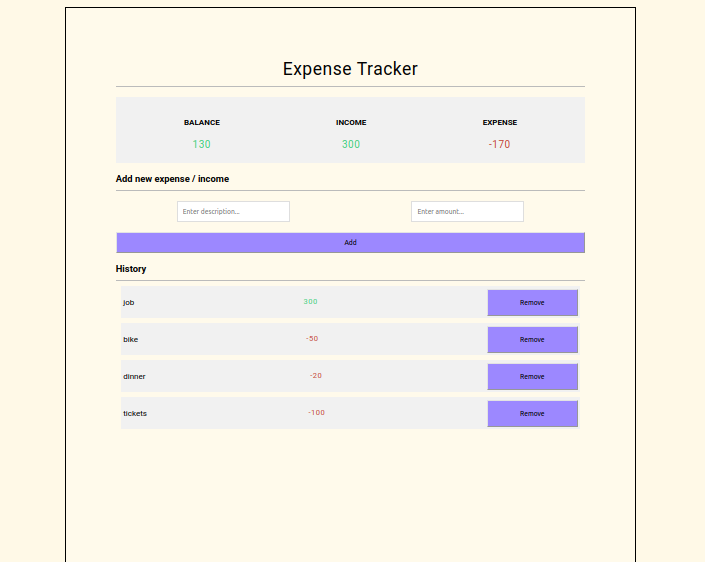 Expense Tracker
BALANCE INCOME EXPENSE
130 300 -170
Add new expense / income
Enter description... Enter amount...
Add
History
job 300 Remove
bike -50 Remove
dinner -20 Remove
tickets -100 Remove